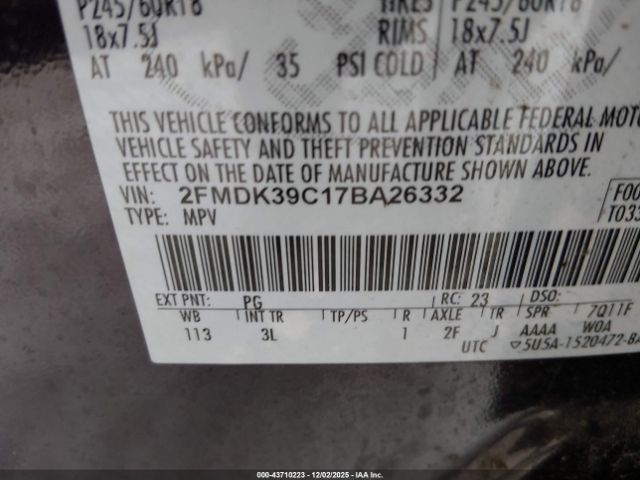 P245/60R18 TIRES P245/60R18
18x7.5J RIMS 18x7.5J
AT 240 kPa/ 35 PSI COLD AT 240 kPa/
THIS VEHICLE CONFORMS TO ALL APPLICABLE FEDERAL MOTO
VEHICLE SAFETY AND THEFT PREVENTION STANDARDS IN
EFFECT ON THE DATE OF MANUFACTURE SHOWN ABOVE.
VIN: 2FMDK39C17BA26332 F00
TYPE: MPV T033
EXT PNT: PG RC: 23 DSO:
WB INT TR TP/PS R AXLE TR SPR 7Q11F
113 3L 1 2F J AAAA W0A
UTC ▽5U5A-1520472-BA
000-43710223 - 12/02/2025 - IAA, Inc.